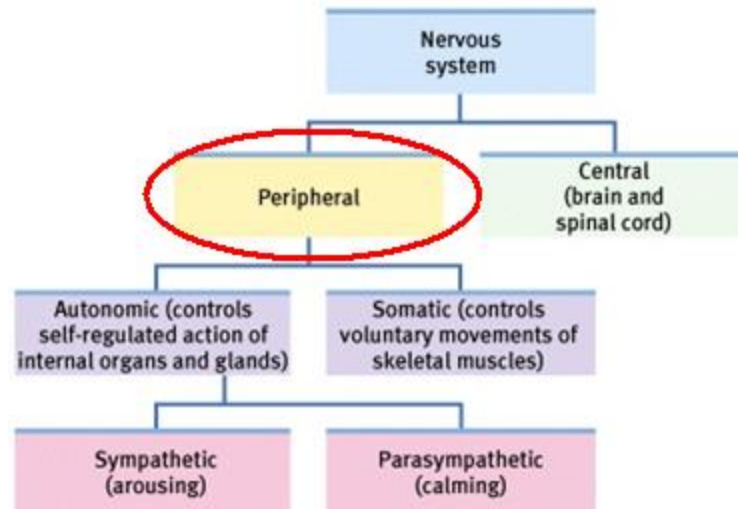 Nervous
system
Peripheral
Central
(brain and
spinal cord)
Autonomic (controls
self-regulated action of
internal organs and glands)
Somatic (controls
voluntary movements of
skeletal muscles)
Sympathetic
(arousing)
Parasympathetic
(calming)